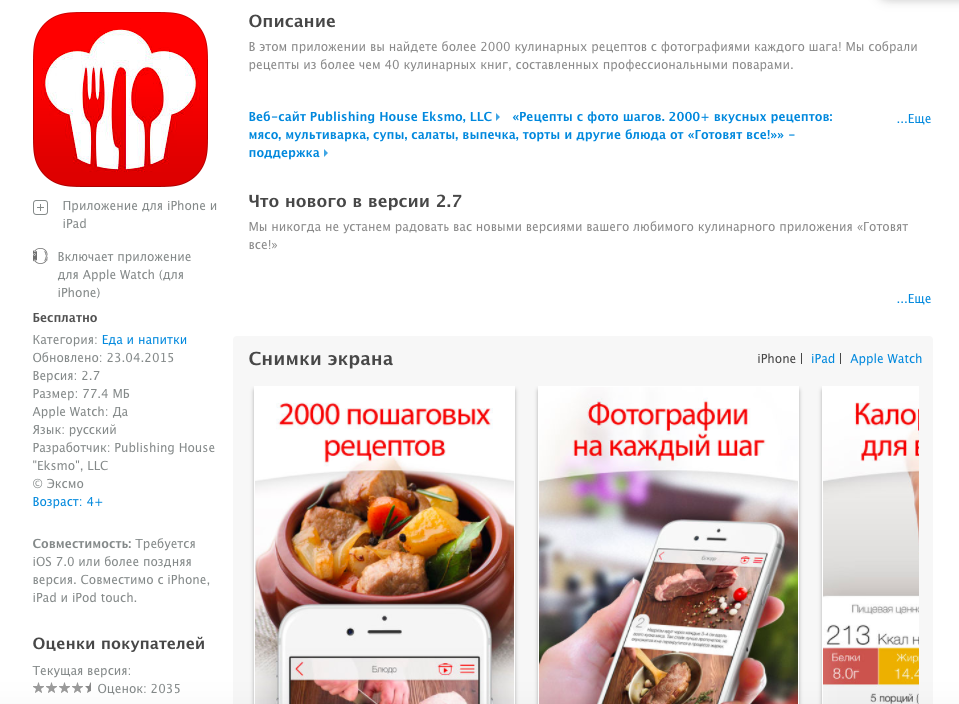 Описание
В этом приложении вы найдете более 2000 кулинарных рецептов с фотографиями каждого шага! Мы собрали
рецепты из более чем 40 кулинарных книг, составленных профессиональными поварами.
Веб-сайт Publishing House Eksmo, LLC «Рецепты с фото шагов. 2000+ вкусных рецептов:
мясо, мультиварка, супы, салаты, выпечка, торты и другие блюда от «Готовят все!»» -
поддержка
...Еще
Что нового в версии 2.7
Мы никогда не устанем радовать вас новыми версиями вашего любимого кулинарного приложения «Готовят
все!»
...Еще
Приложение для iPhone и
iPad
Включает приложение
для Apple Watch (для
iPhone)
Бесплатно
Категория: Еда и напитки
Обновлено: 23.04.2015
Версия: 2.7
Размер: 77.4 МБ
Apple Watch: Да
Язык: русский
Разработчик: Publishing House
"Eksmo", LLC
© Эксмо
Возраст: 4+
Совместимость: Требуется
iOS 7.0 или более поздняя
версия. Совместимо с iPhone,
iPad и iPod touch.
Оценки покупателей
Текущая версия:
Оценок: 2035
Снимки экрана
iPhone | iPad | Apple Watch
2000 пошаговых
рецептов
Блюдо
Фотографии
на каждый шаг
Блюдо
2
Кало
для в
Пищевая ценн
213 Ккал н
Белки
Жир
8.0г
14.4
5 порций (